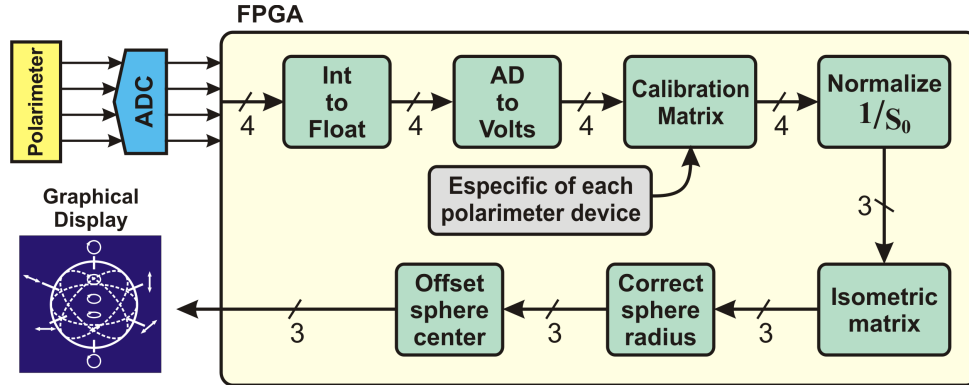 FPGA
Polarimeter
ADC
4
Int
to
Float
4
AD
to
Volts
4
Calibration
Matrix
4
Normalize
1/S₀
Especific of each
polarimeter device
3
Isometric
matrix
3
Correct
sphere
radius
3
Offset
sphere
center
3
Graphical
Display